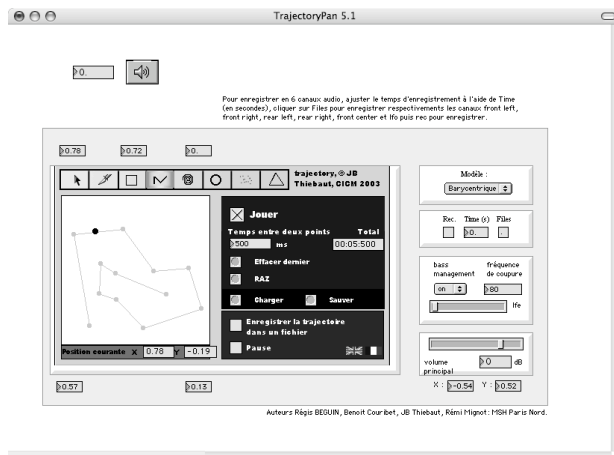 TrajectoryPan 5.1
0.
Pour enregistrer en 6 canaux audio, ajuster le temps d'enregistrement à l'aide de Time
(en secondes), cliquer sur Files pour enregistrer respectivements les canaux front left,
front right, rear left, rear right, front center et lfo puis rec pour enregistrer.
0.78 0.72 0.
trajectory, © JB
Thiebaut, CICM 2003
Jouer
Temps entre deux points Total
500 ms 00:05:500
Effacer dernier
RAZ
Charger Sauver
Enregistrer la trajectoire
dans un fichier
Pause
Position courante X 0.78 Y -0.19
0.57 0.13
Modèle :
Barycentrique
Rec. Time (s) Files
0.
bass fréquence
management de coupure
on 80
lfe
volume 0 dB
principal
X : -0.54 Y : 0.52
Auteurs Régis BEGUIN, Benoit Couribet, JB Thiebaut, Rémi Mignot: MSH Paris Nord.